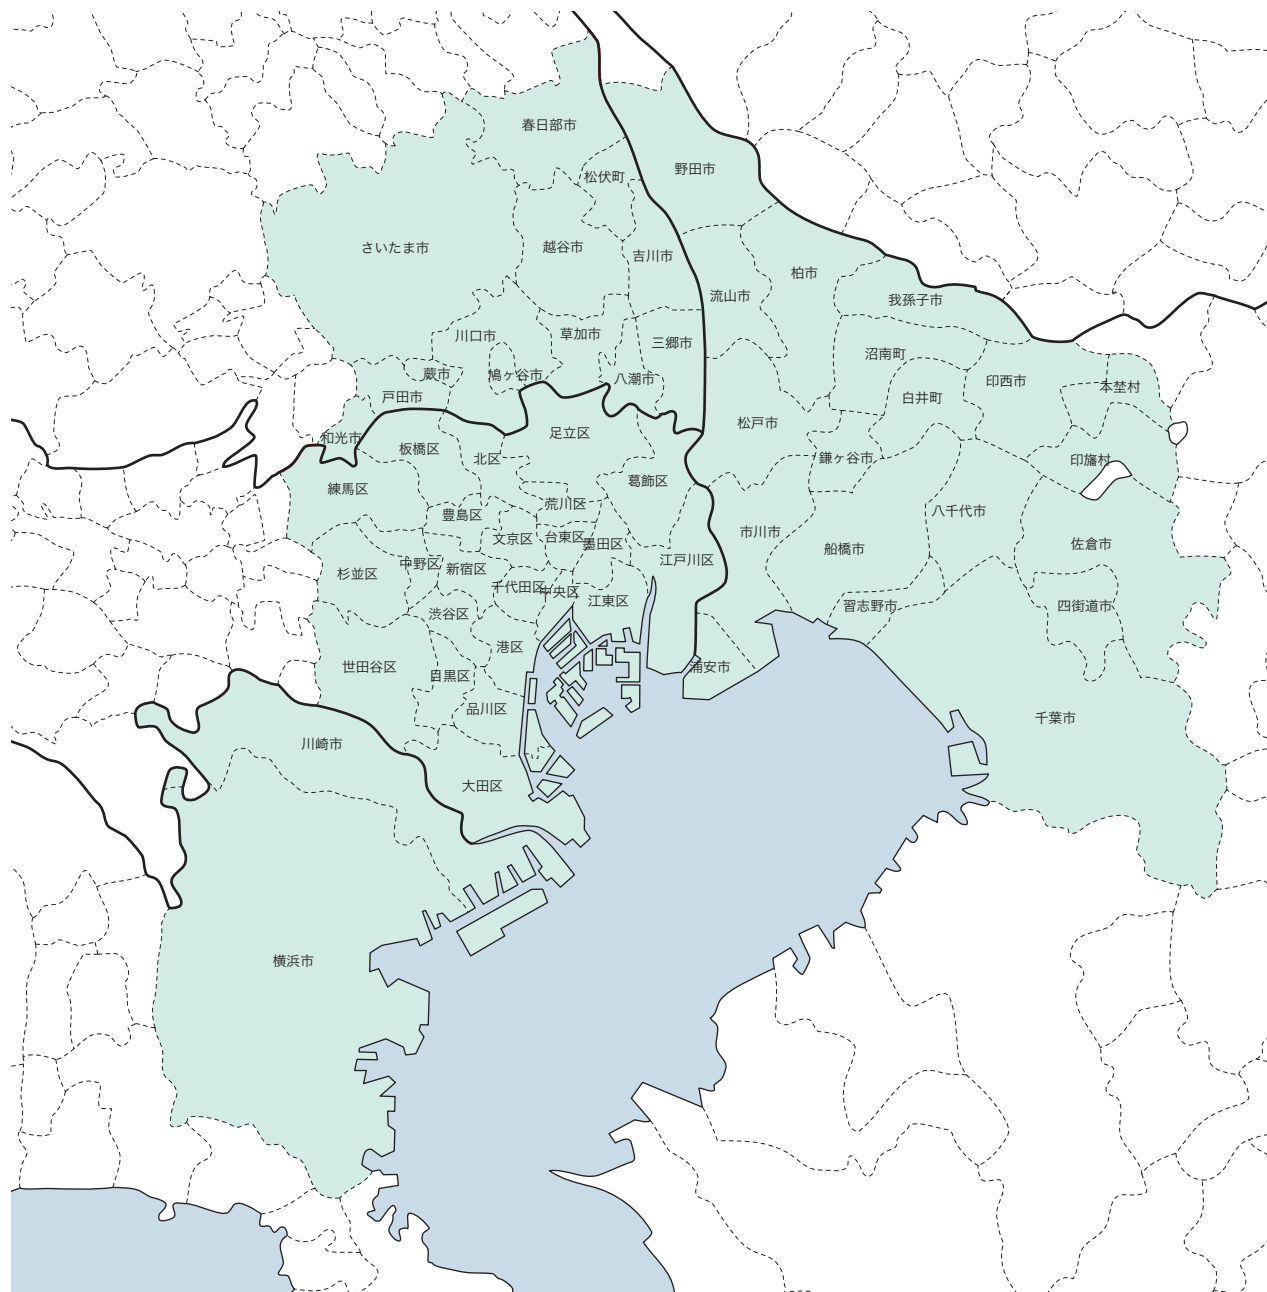 春日部市
松伏町
野田市
さいたま市
越谷市
吉川市
柏市
流山市
我孫子市
川口市
草加市
三郷市
沼南町
蕨市
鳩ヶ谷市
八潮市
印西市
本埜村
戸田市
白井町
松戸市
和光市
板橋区
足立区
北区
鎌ヶ谷市
印旛村
練馬区
葛飾区
荒川区
豊島区
八千代市
文京区
台東区
墨田区
市川市
船橋市
佐倉市
中野区
新宿区
江戸川区
杉並区
千代田区
中央区
江東区
習志野市
四街道市
渋谷区
港区
世田谷区
目黒区
浦安市
品川区
千葉市
川崎市
大田区
横浜市